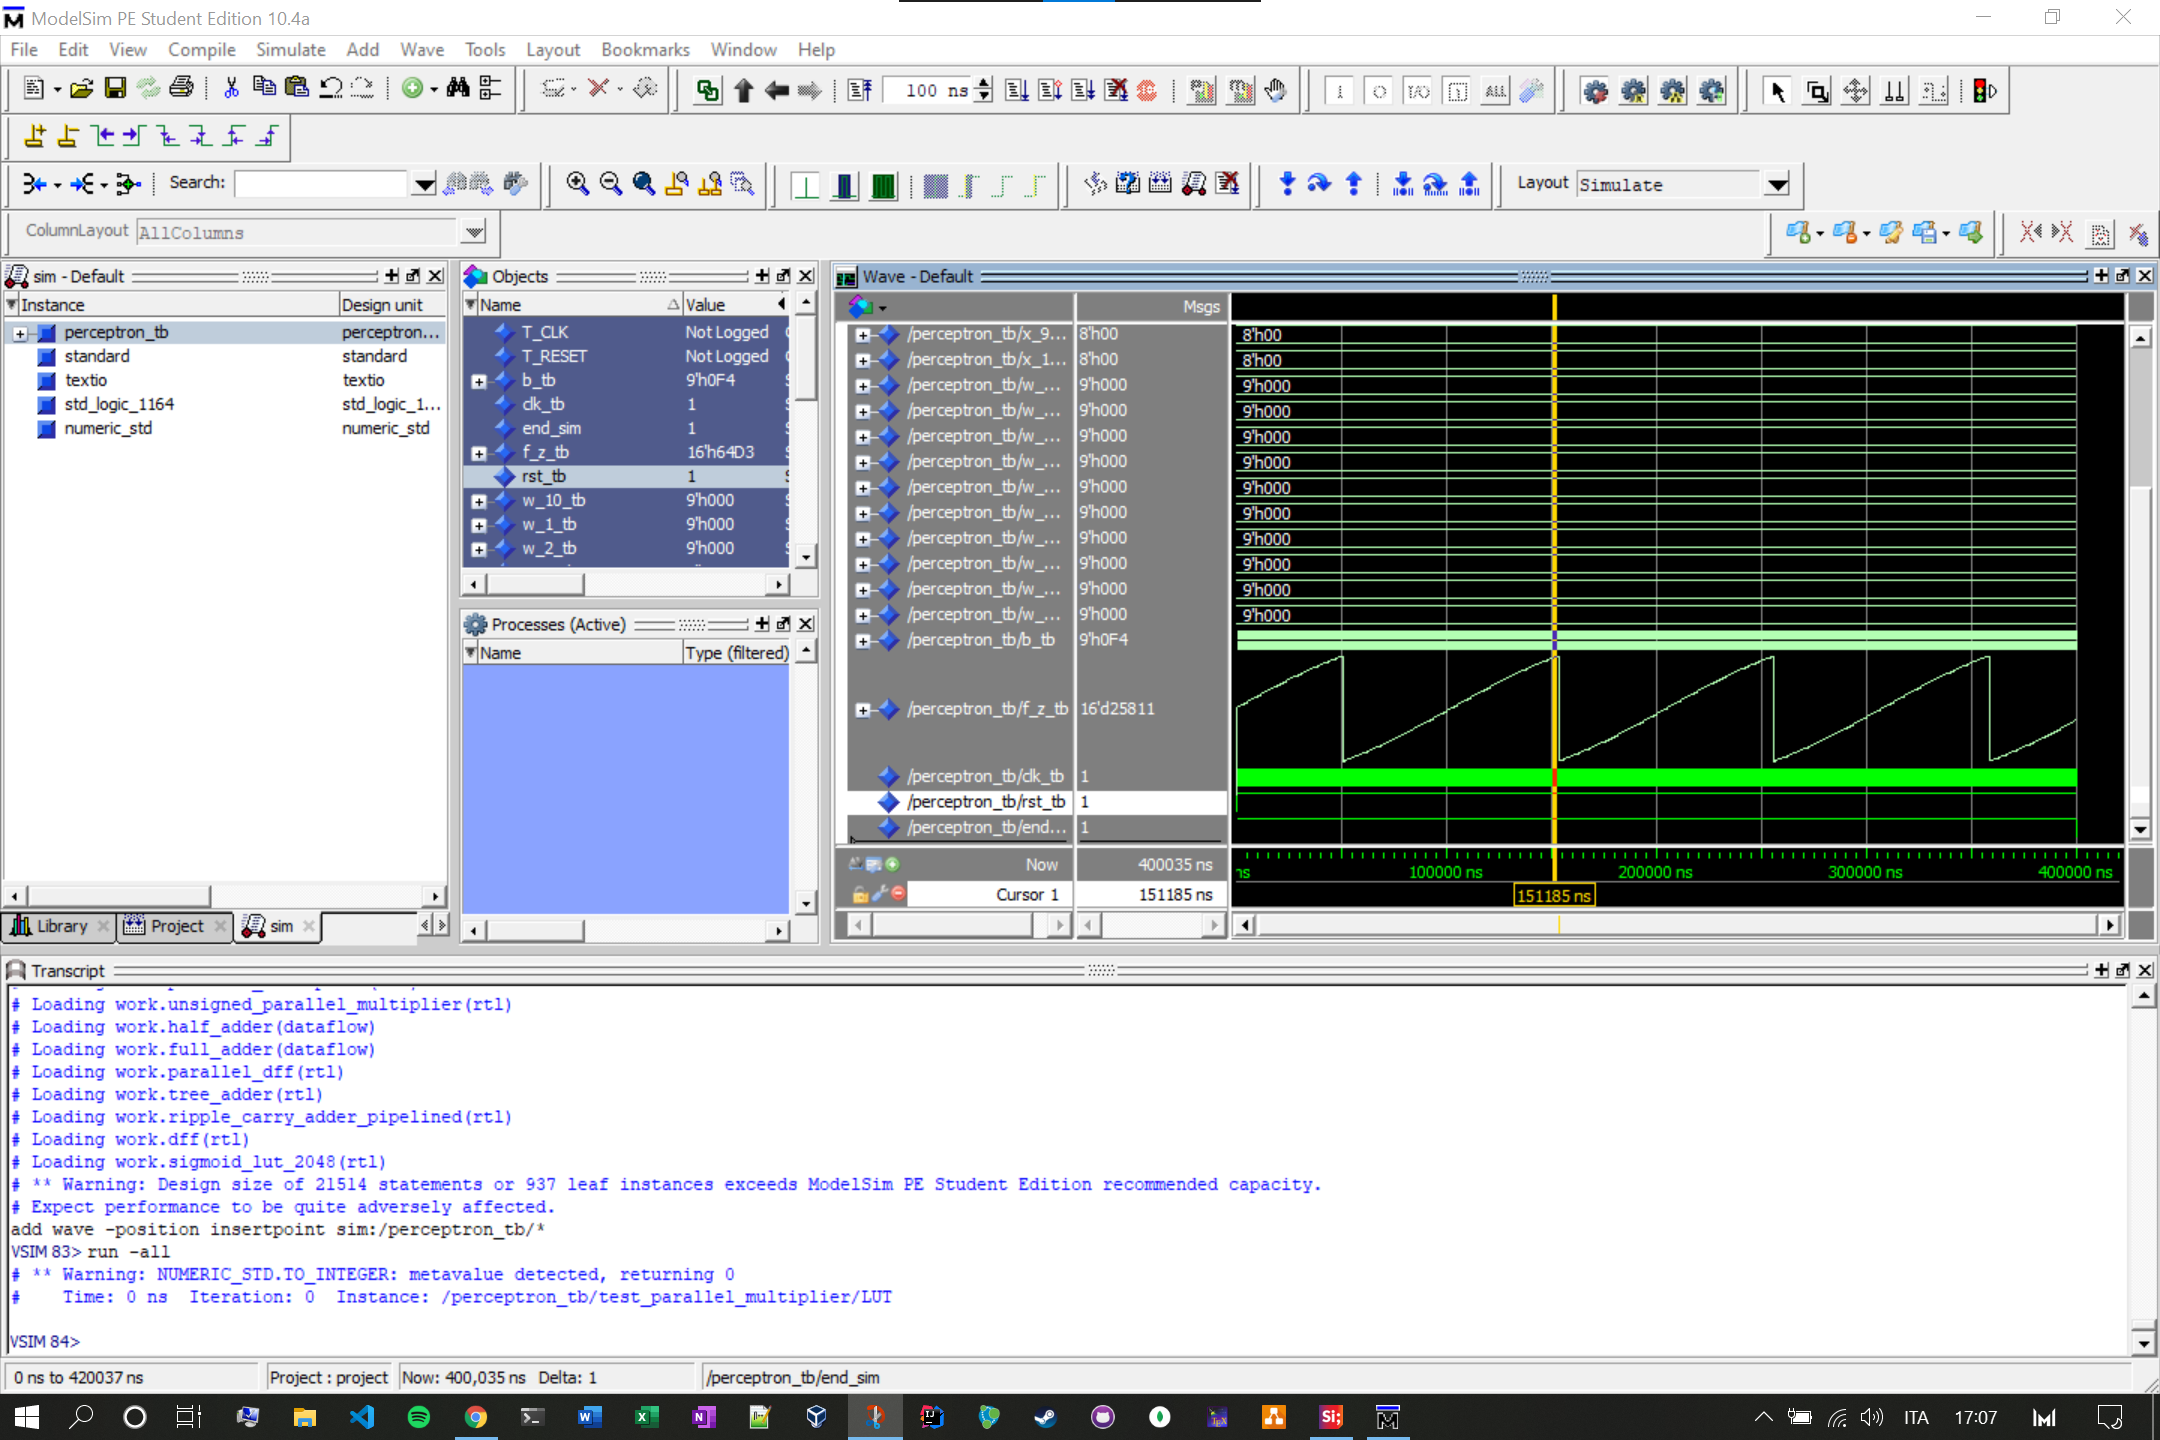 ModelSim PE Student Edition 10.4a
File Edit View Compile Simulate Add Wave Tools Layout Bookmarks Window Help
100 ns
Search:
Layout Simulate
ColumnLayout AllColumns
sim - Default
Instance Design unit
perceptron_tb perceptron...
standard standard
textio textio
std_logic_1164 std_logic_1...
numeric_std numeric_std
Library Project sim
Objects
Name Value
T_CLK Not Logged
T_RESET Not Logged
b_tb 9'h0F4
clk_tb 1
end_sim 1
f_z_tb 16'h64D3
rst_tb 1
w_10_tb 9'h000
w_1_tb 9'h000
w_2_tb 9'h000
Processes (Active)
Name Type (filtered)
Wave - Default
Msgs
/perceptron_tb/x_9... 8'h00 8'h00
/perceptron_tb/x_1... 8'h00 8'h00
/perceptron_tb/w_... 9'h000 9'h000
/perceptron_tb/w_... 9'h000 9'h000
/perceptron_tb/w_... 9'h000 9'h000
/perceptron_tb/w_... 9'h000 9'h000
/perceptron_tb/w_... 9'h000 9'h000
/perceptron_tb/w_... 9'h000 9'h000
/perceptron_tb/w_... 9'h000 9'h000
/perceptron_tb/w_... 9'h000 9'h000
/perceptron_tb/w_... 9'h000 9'h000
/perceptron_tb/w_... 9'h000 9'h000
/perceptron_tb/b_tb 9'h0F4
/perceptron_tb/f_z_tb 16'd25811
/perceptron_tb/clk_tb 1
/perceptron_tb/rst_tb 1
/perceptron_tb/end... 1
Now 400035 ns
ns 100000 ns 200000 ns 300000 ns 400000 ns
Cursor 1 151185 ns
151185 ns
Transcript
# Loading work.unsigned_parallel_multiplier(rtl)
# Loading work.half_adder(dataflow)
# Loading work.full_adder(dataflow)
# Loading work.parallel_dff(rtl)
# Loading work.tree_adder(rtl)
# Loading work.ripple_carry_adder_pipelined(rtl)
# Loading work.dff(rtl)
# Loading work.sigmoid_lut_2048(rtl)
# ** Warning: Design size of 21514 statements or 937 leaf instances exceeds ModelSim PE Student Edition recommended capacity.
# Expect performance to be quite adversely affected.
add wave -position insertpoint sim:/perceptron_tb/*
VSIM 83> run -all
# ** Warning: NUMERIC_STD.TO_INTEGER: metavalue detected, returning 0
#    Time: 0 ns  Iteration: 0  Instance: /perceptron_tb/test_parallel_multiplier/LUT
VSIM 84>
0 ns to 420037 ns Project : project Now: 400,035 ns Delta: 1 /perceptron_tb/end_sim
ITA 17:07